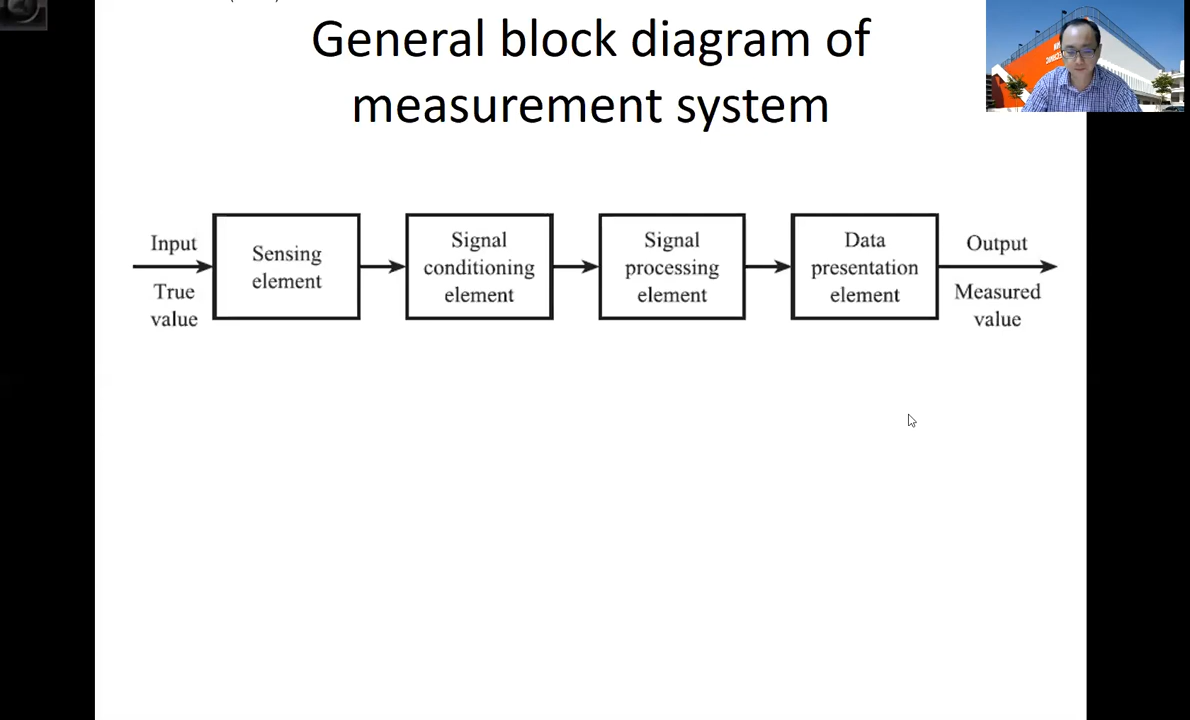 General block diagram of
measurement system
Input
True
value
Sensing
element
Signal
conditioning
element
Signal
processing
element
Data
presentation
element
Output
Measured
value